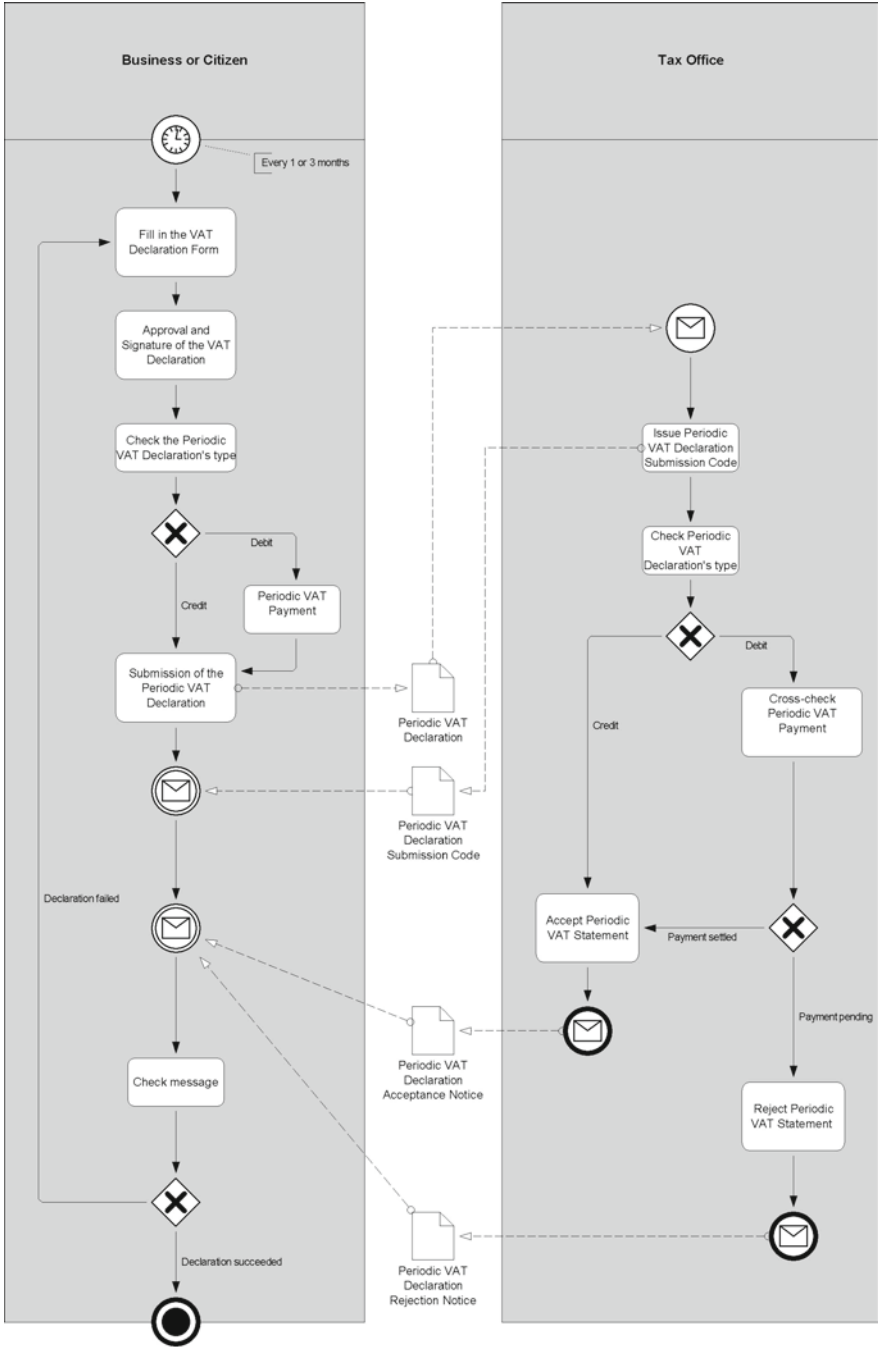 Business or Citizen
Every 1 or 3 months
Fill in the VAT
Declaration Form
Approval and
Signature of the VAT
Declaration
Check the Periodic
VAT Declaration's type
Debit
Credit
Periodic VAT
Payment
Submission of the
Periodic VAT
Declaration
Declaration failed
Check message
Declaration succeeded
Periodic VAT
Declaration
Periodic VAT
Declaration
Submission Code
Periodic VAT
Declaration
Acceptance Notice
Periodic VAT
Declaration
Rejection Notice
Tax Office
Issue Periodic
VAT Declaration
Submission Code
Check Periodic
VAT
Declaration's type
Debit
Credit
Cross-check
Periodic VAT
Payment
Accept Periodic
VAT Statement
Payment settled
Payment pending
Reject Periodic
VAT Statement